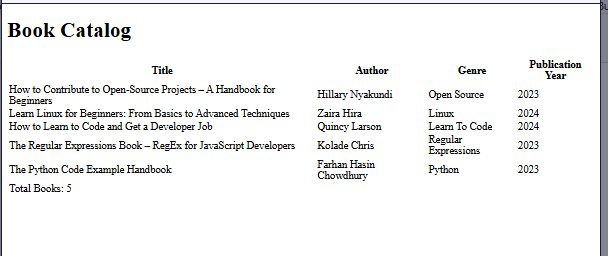 Book Catalog
Title Author Genre Publication Year
How to Contribute to Open-Source Projects – A Handbook for Beginners Hillary Nyakundi Open Source 2023
Learn Linux for Beginners: From Basics to Advanced Techniques Zaira Hira Linux 2024
How to Learn to Code and Get a Developer Job Quincy Larson Learn To Code 2024
The Regular Expressions Book – RegEx for JavaScript Developers Kolade Chris Regular Expressions 2023
The Python Code Example Handbook Farhan Hasin Chowdhury Python 2023
Total Books: 5